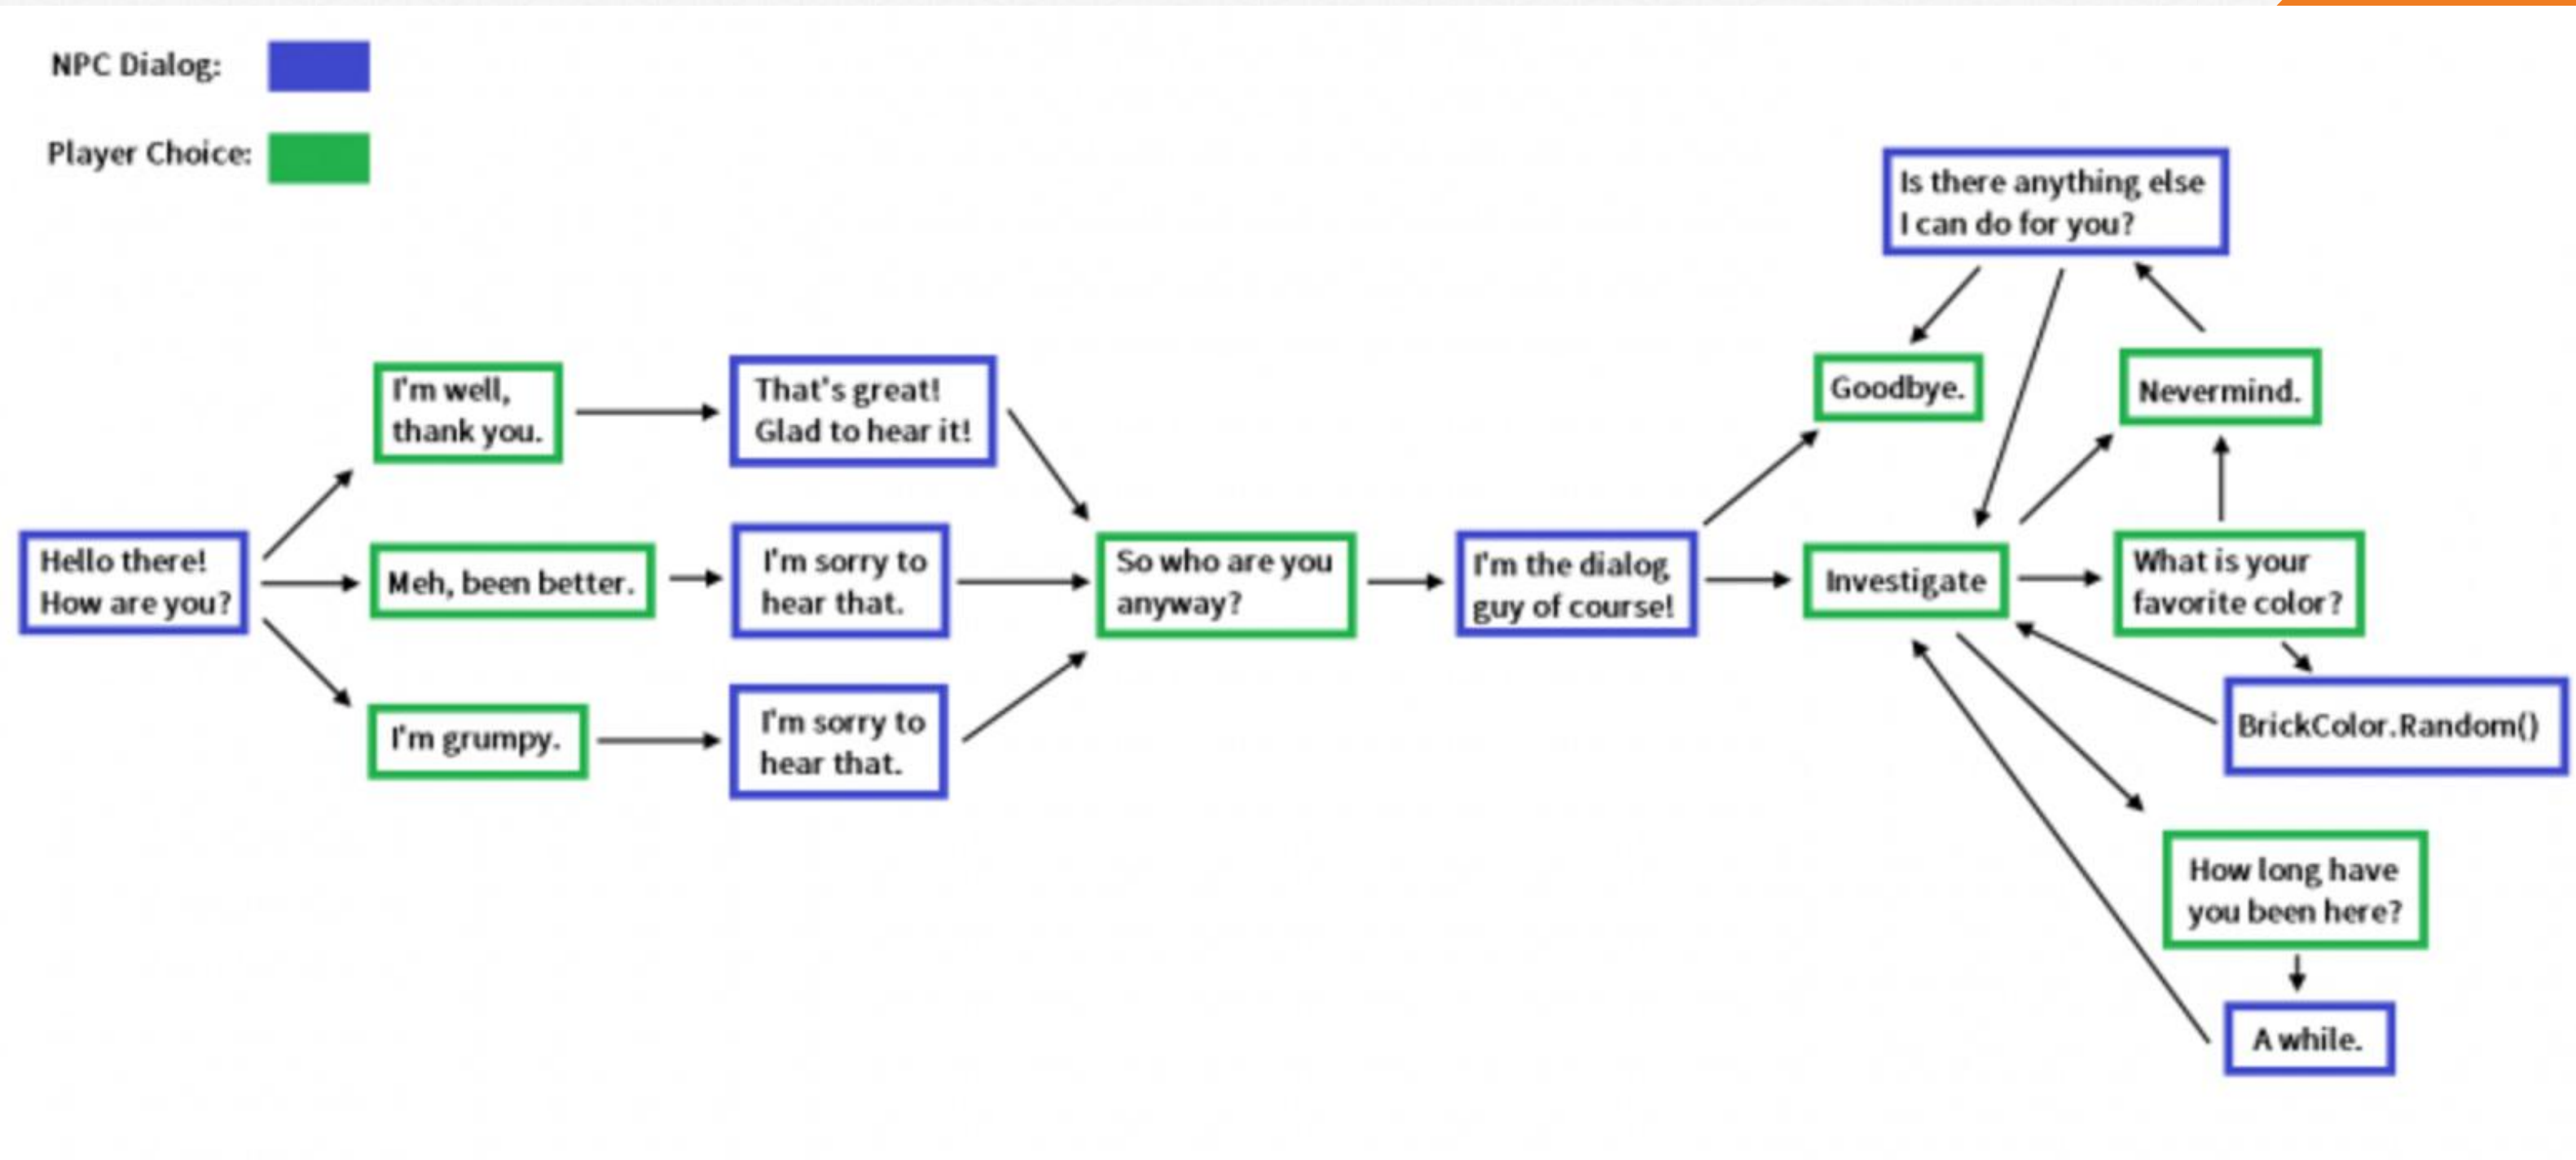 NPC Dialog:
Player Choice:
Is there anything else
I can do for you?
I'm well,
thank you.
That's great!
Glad to hear it!
Goodbye.
Nevermind.
Hello there!
How are you?
Meh, been better.
I'm sorry to
hear that.
So who are you
anyway?
I'm the dialog
guy of course!
Investigate
What is your
favorite color?
I'm grumpy.
I'm sorry to
hear that.
BrickColor.Random()
How long have
you been here?
A while.